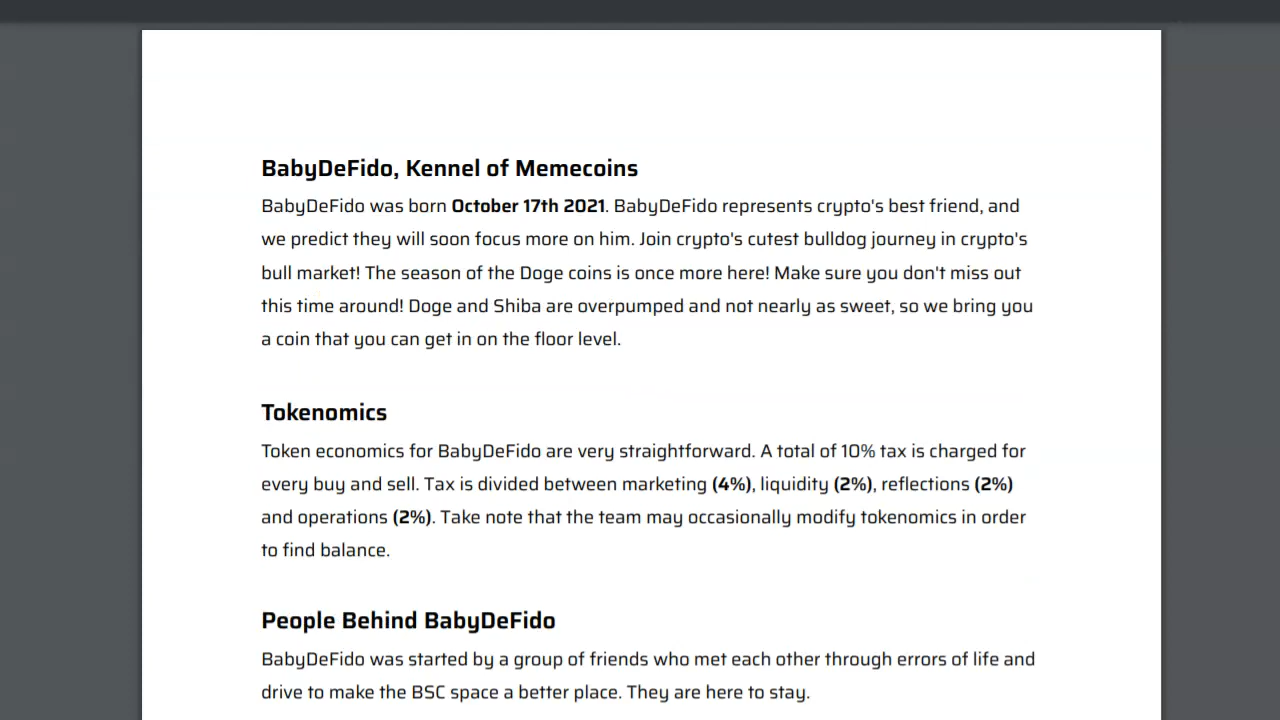 BabyDeFido, Kennel of Memecoins
BabyDeFido was born October 17th 2021. BabyDeFido represents crypto's best friend, and
we predict they will soon focus more on him. Join crypto's cutest bulldog journey in crypto's
bull market! The season of the Doge coins is once more here! Make sure you don't miss out
this time around! Doge and Shiba are overpumped and not nearly as sweet, so we bring you
a coin that you can get in on the floor level.
Tokenomics
Token economics for BabyDeFido are very straightforward. A total of 10% tax is charged for
every buy and sell. Tax is divided between marketing (4%), liquidity (2%), reflections (2%)
and operations (2%). Take note that the team may occasionally modify tokenomics in order
to find balance.
People Behind BabyDeFido
BabyDeFido was started by a group of friends who met each other through errors of life and
drive to make the BSC space a better place. They are here to stay.